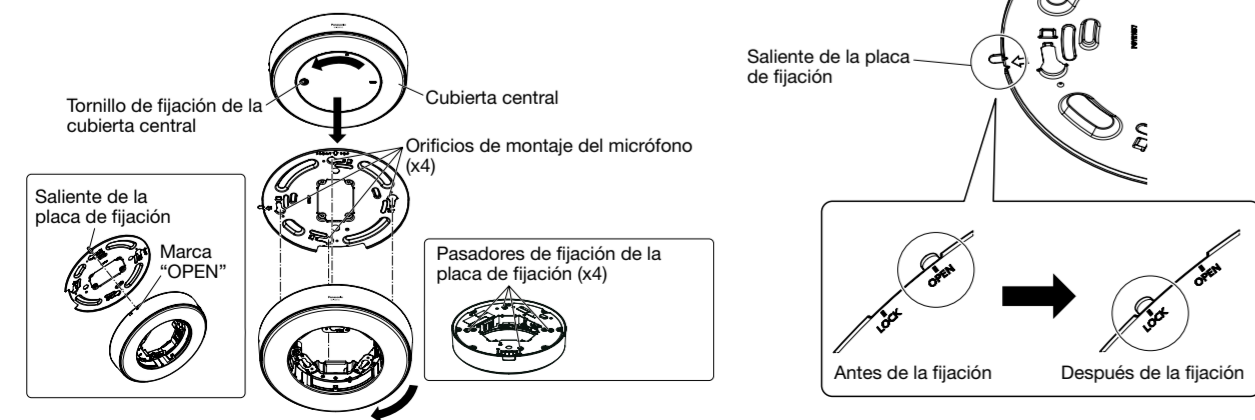 Panasonic
Tornillo de fijación de la
cubierta central
Cubierta central
Orificios de montaje del micrófono
(x4)
Saliente de la
placa de fijación
Marca
“OPEN”
Pasadores de fijación de la
placa de fijación (x4)
Panasonic
Saliente de la placa
de fijación
OPEN
LOCK
OPEN
LOCK
Antes de la fijación
Después de la fijación